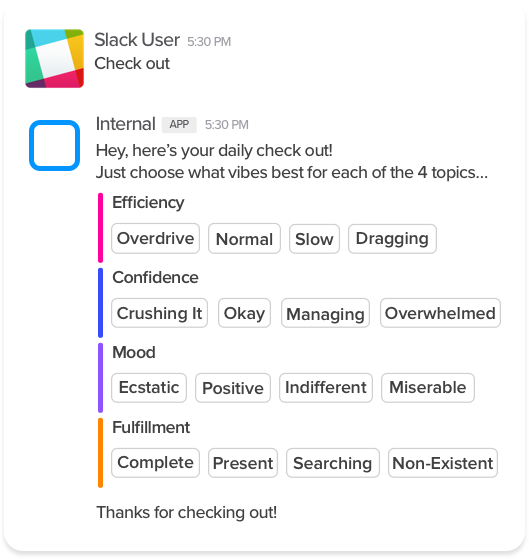 Slack User 5:30 PM
Check out
Internal APP 5:30 PM
Hey, here's your daily check out!
Just choose what vibes best for each of the 4 topics...
Efficiency
Overdrive Normal Slow Dragging
Confidence
Crushing It Okay Managing Overwhelmed
Mood
Ecstatic Positive Indifferent Miserable
Fulfillment
Complete Present Searching Non-Existent
Thanks for checking out!